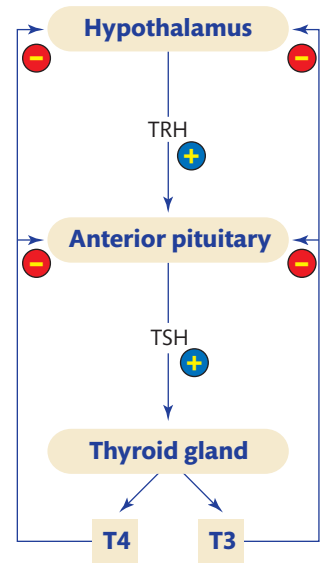 Hypothalamus
−
−
TRH
+
Anterior pituitary
−
−
TSH
+
Thyroid gland
T4
T3